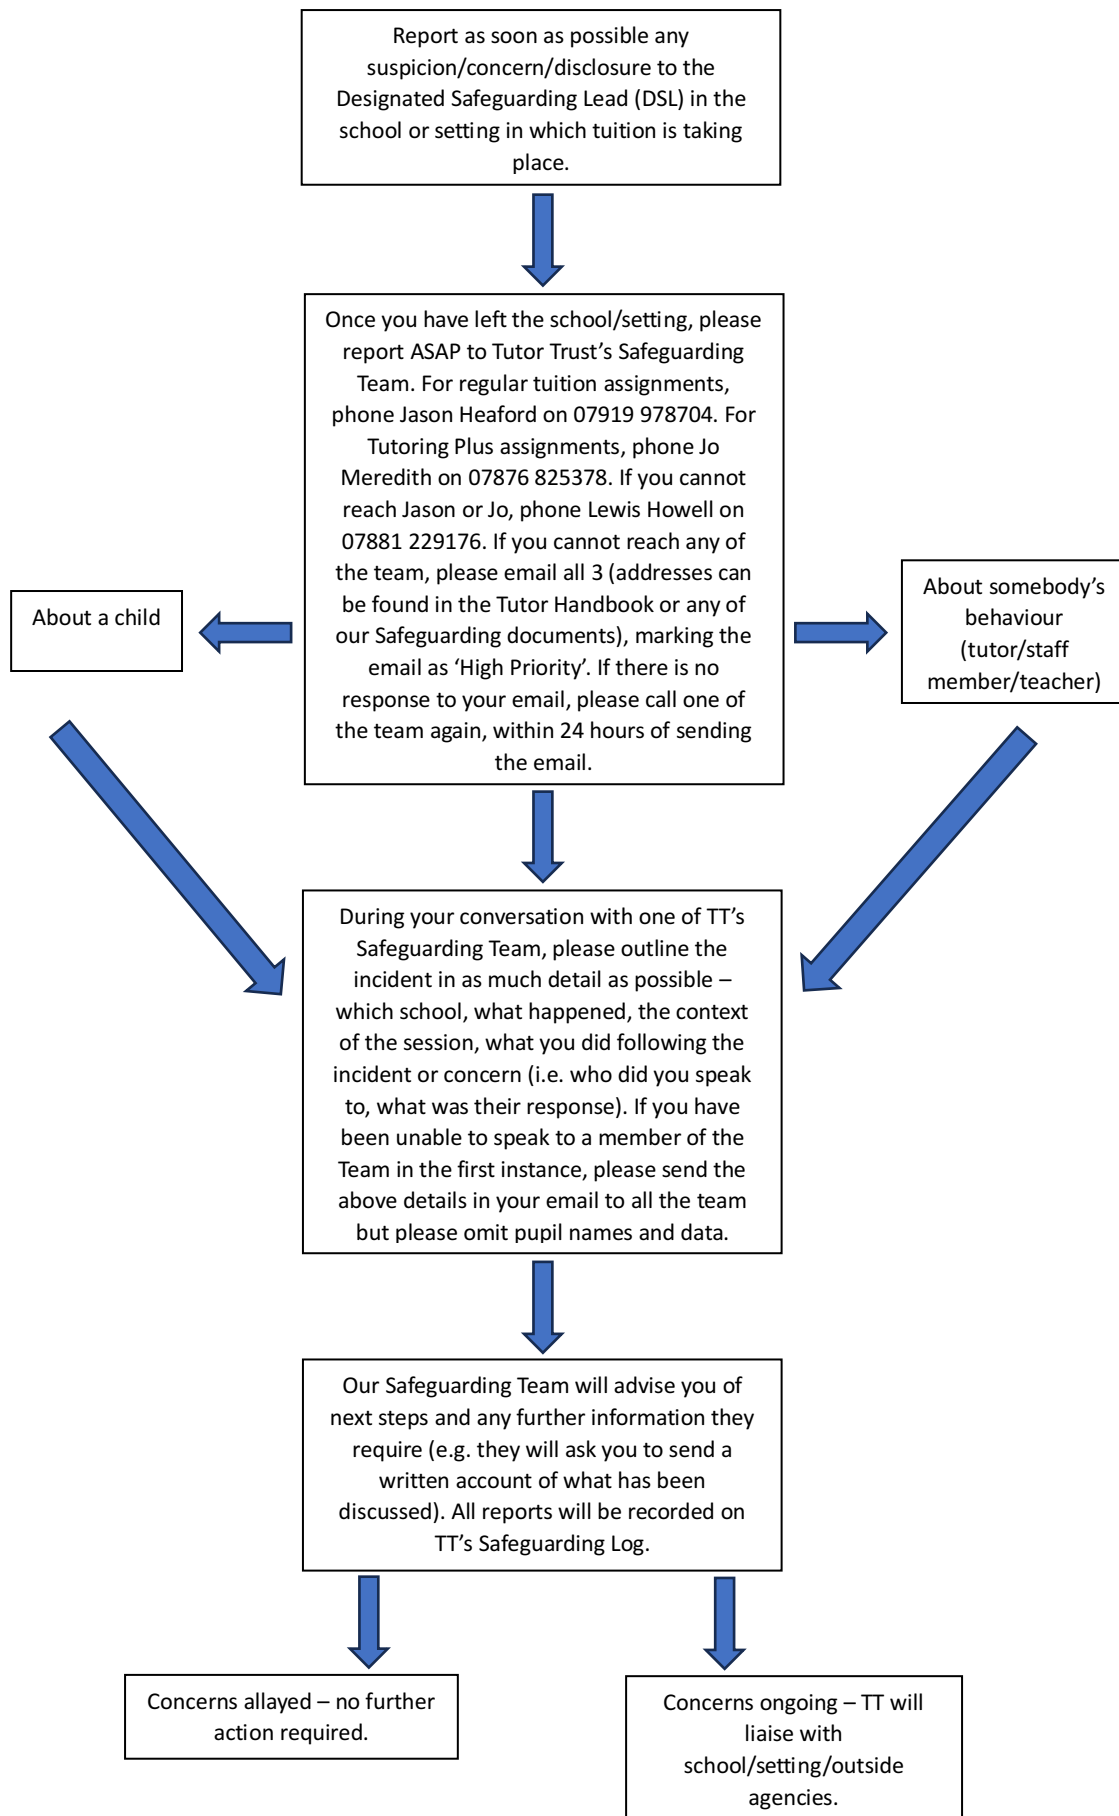 Report as soon as possible any
suspicion/concern/disclosure to the
Designated Safeguarding Lead (DSL) in the
school or setting in which tuition is taking
place.
Once you have left the school/setting, please
report ASAP to Tutor Trust’s Safeguarding
Team. For regular tuition assignments,
phone Jason Heaford on 07919 978704. For
Tutoring Plus assignments, phone Jo
Meredith on 07876 825378. If you cannot
reach Jason or Jo, phone Lewis Howell on
07881 229176. If you cannot reach any of
the team, please email all 3 (addresses can
be found in the Tutor Handbook or any of
our Safeguarding documents), marking the
email as ‘High Priority’. If there is no
response to your email, please call one of
the team again, within 24 hours of sending
the email.
About a child
About somebody’s
behaviour
(tutor/staff
member/teacher)
During your conversation with one of TT’s
Safeguarding Team, please outline the
incident in as much detail as possible –
which school, what happened, the context
of the session, what you did following the
incident or concern (i.e. who did you speak
to, what was their response). If you have
been unable to speak to a member of the
Team in the first instance, please send the
above details in your email to all the team
but please omit pupil names and data.
Our Safeguarding Team will advise you of
next steps and any further information they
require (e.g. they will ask you to send a
written account of what has been
discussed). All reports will be recorded on
TT’s Safeguarding Log.
Concerns allayed – no further
action required.
Concerns ongoing – TT will
liaise with
school/setting/outside
agencies.